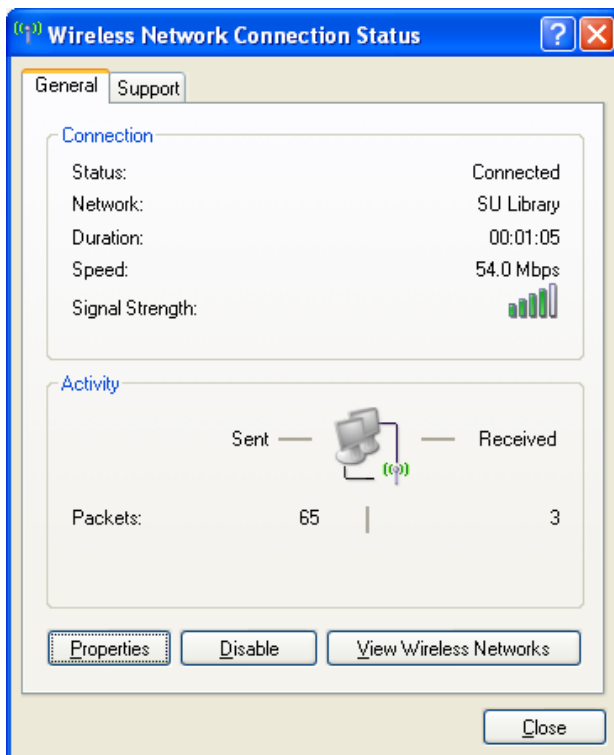 Wireless Network Connection Status
General Support
Connection
Status: Connected
Network: SU Library
Duration: 00:01:05
Speed: 54.0 Mbps
Signal Strength:
Activity
Sent Received
Packets: 65 3
Properties Disable View Wireless Networks
Close